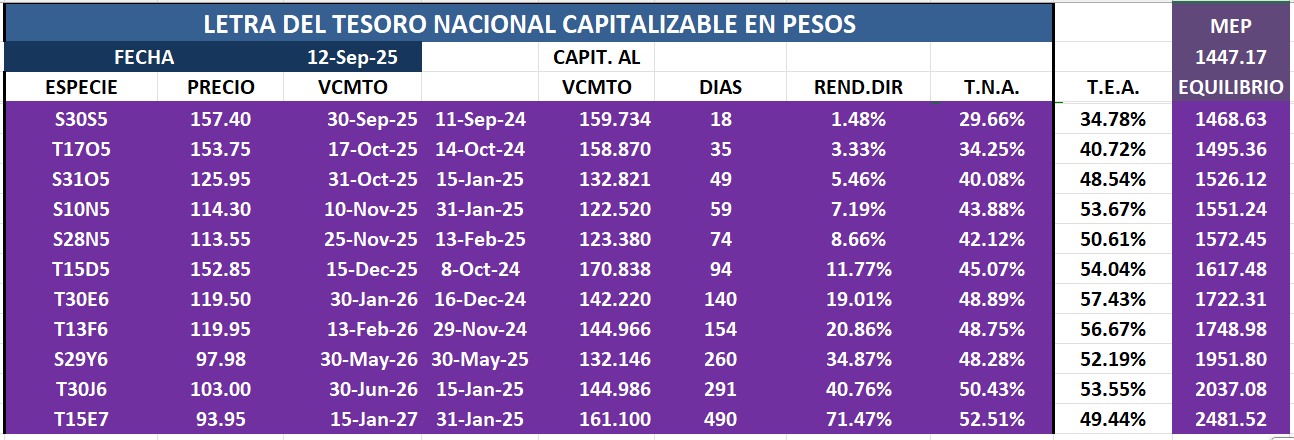 LETRA DEL TESORO NACIONAL CAPITALIZABLE EN PESOS MEP
FECHA 12-Sep-25 CAPIT. AL 1447.17
ESPECIE PRECIO VCMTO VCMTO DIAS REND.DIR T.N.A. T.E.A. EQUILIBRIO
S30S5 157.40 30-Sep-25 11-Sep-24 159.734 18 1.48% 29.66% 34.78% 1468.63
T17O5 153.75 17-Oct-25 14-Oct-24 158.870 35 3.33% 34.25% 40.72% 1495.36
S31O5 125.95 31-Oct-25 15-Jan-25 132.821 49 5.46% 40.08% 48.54% 1526.12
S10N5 114.30 10-Nov-25 31-Jan-25 122.520 59 7.19% 43.88% 53.67% 1551.24
S28N5 113.55 25-Nov-25 13-Feb-25 123.380 74 8.66% 42.12% 50.61% 1572.45
T15D5 152.85 15-Dec-25 8-Oct-24 170.838 94 11.77% 45.07% 54.04% 1617.48
T30E6 119.50 30-Jan-26 16-Dec-24 142.220 140 19.01% 48.89% 57.43% 1722.31
T13F6 119.95 13-Feb-26 29-Nov-24 144.966 154 20.86% 48.75% 56.67% 1748.98
S29Y6 97.98 30-May-26 30-May-25 132.146 260 34.87% 48.28% 52.19% 1951.80
T30J6 103.00 30-Jun-26 15-Jan-25 144.986 291 40.76% 50.43% 53.55% 2037.08
T15E7 93.95 15-Jan-27 31-Jan-25 161.100 490 71.47% 52.51% 49.44% 2481.52